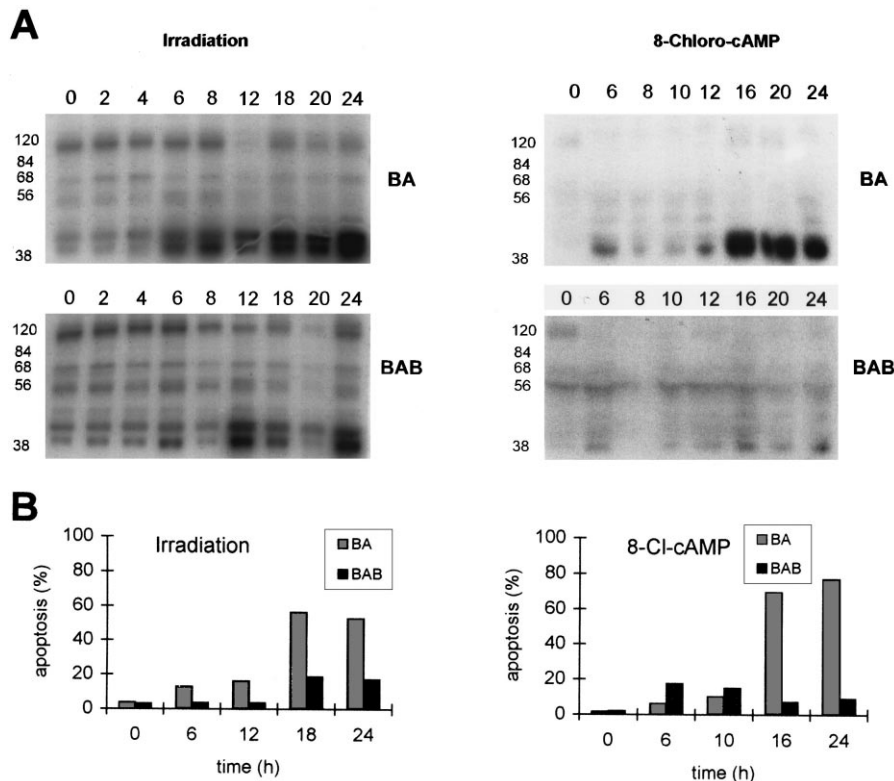 A
Irradiation
8-Chloro-cAMP
0 2 4 6 8 12 18 20 24
120
84
68
56
38
BA
0 2 4 6 8 12 18 20 24
120
84
68
56
38
BAB
0 6 8 10 12 16 20 24
120
84
68
56
38
BA
0 6 8 10 12 16 20 24
120
84
68
56
38
BAB
B
Irradiation
BA
BAB
apoptosis (%)
100
80
60
40
20
0
0 6 12 18 24
time (h)
8-Cl-cAMP
BA
BAB
apoptosis (%)
100
80
60
40
20
0
0 6 10 16 24
time (h)